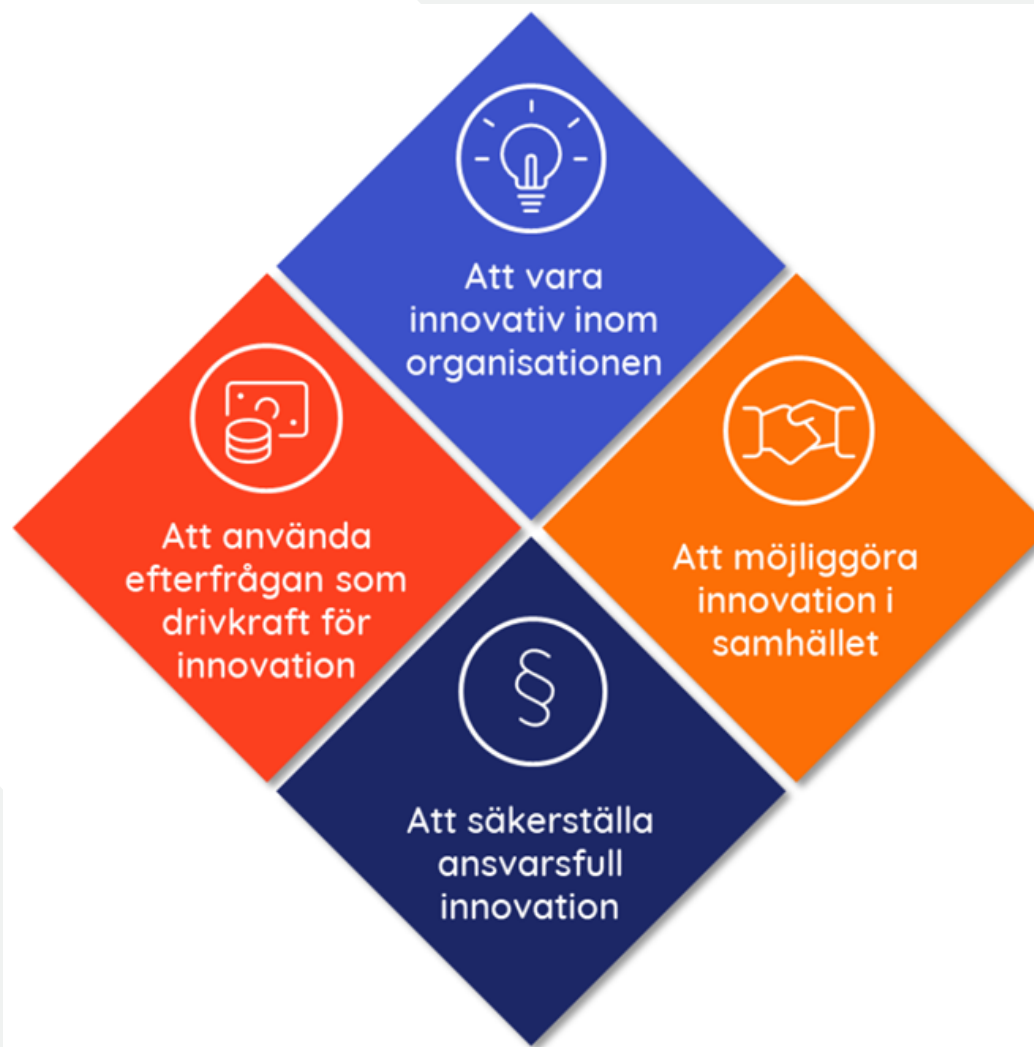 Att vara
innovativ inom
organisationen
Att använda
efterfrågan som
drivkraft för
innovation
Att möjliggöra
innovation i
samhället
§
Att säkerställa
ansvarsfull
innovation